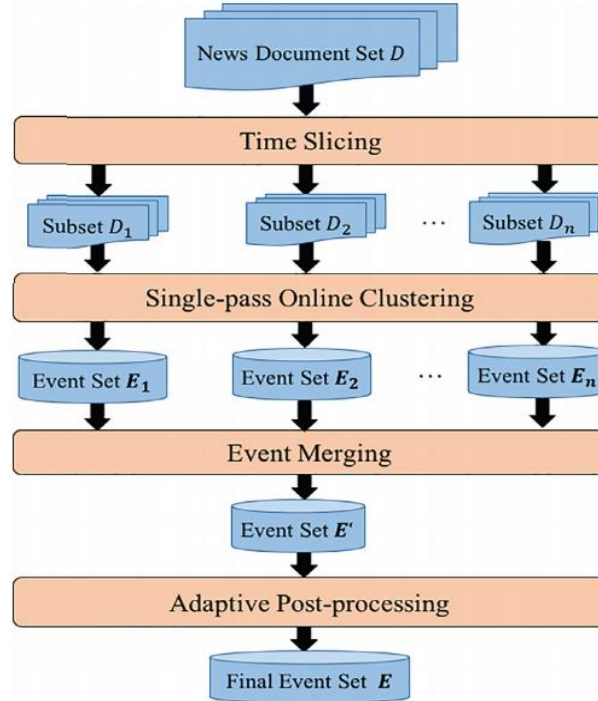 News Document Set D
Time Slicing
Subset D₁
Subset D₂
...
Subset Dₙ
Single-pass Online Clustering
Event Set E₁
Event Set E₂
...
Event Set Eₙ
Event Merging
Event Set E‘
Adaptive Post-processing
Final Event Set E